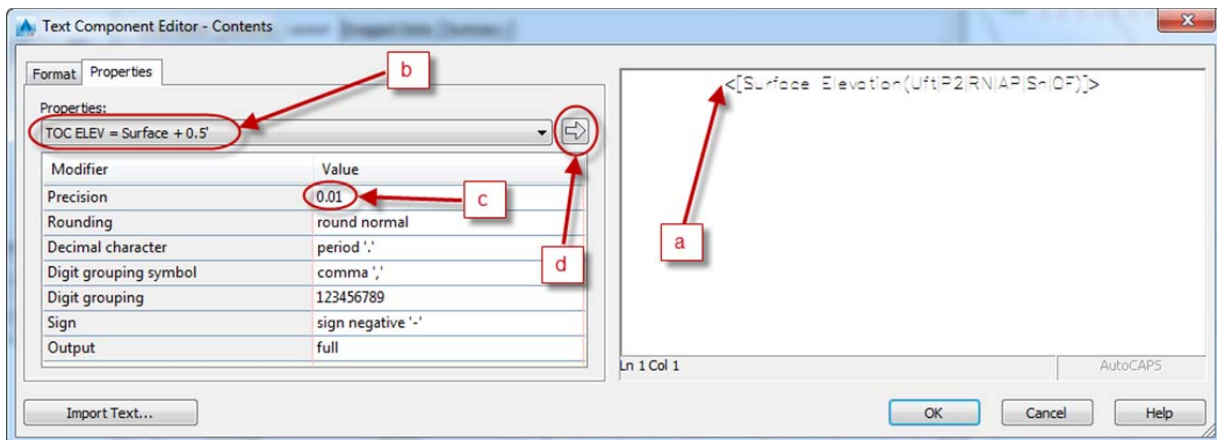 Text Component Editor - Contents
Format Properties
Properties:
TOC ELEV = Surface + 0.5'
Modifier Value
Precision 0.01
Rounding round normal
Decimal character period '.'
Digit grouping symbol comma ','
Digit grouping 123456789
Sign sign negative '-'
Output full
b
c
d
<[Surface Elevation(Uft|P2|RN|AP|Sn|OF)]>
a
Ln 1 Col 1 AutoCAPS
Import Text... OK Cancel Help